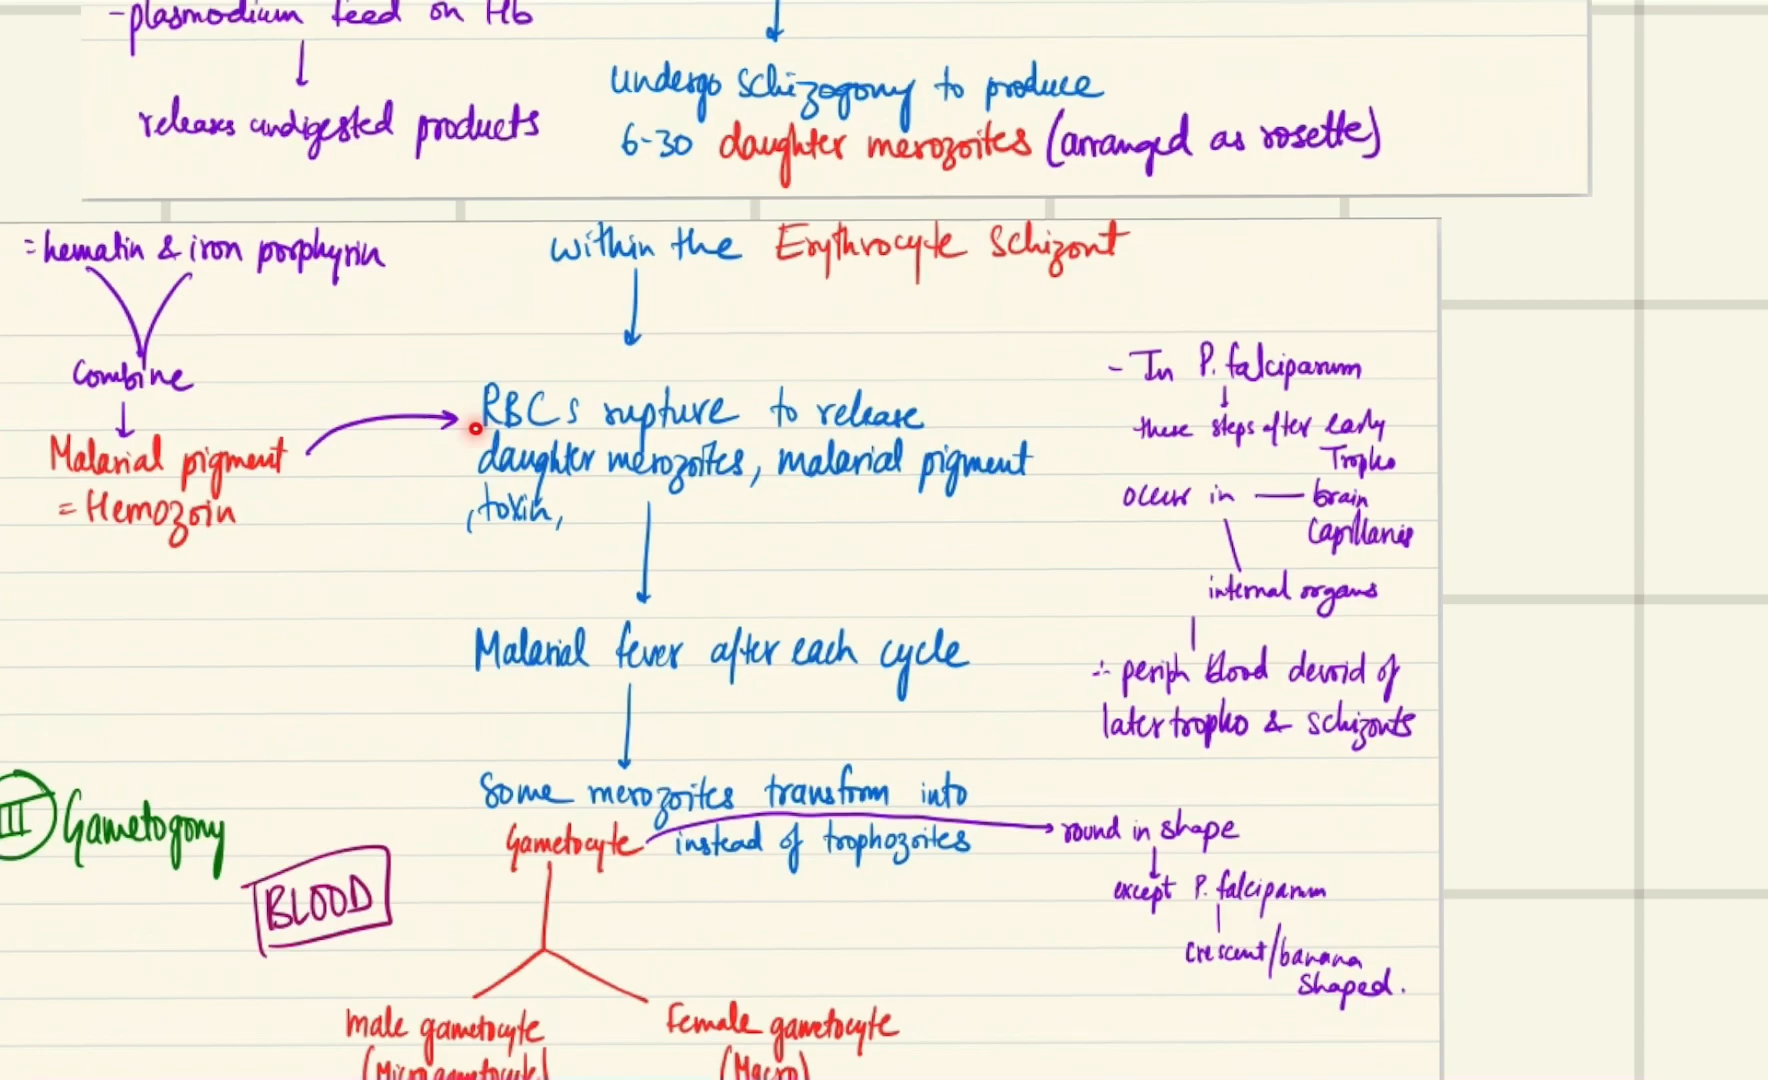 -plasmodium feed on Hb
releases undigested products
undergo schizogony to produce
6-30 daughter merozoites (arranged as rosette)
=hematin & iron porphyrin
within the Erythrocyte Schizont
Combine
Malarial pigment
= Hemozoin
RBCs rupture to release
daughter merozoites, malarial pigment
, toxin,
- In P. falciparum
these steps after early
Tropho
occur in — brain
Capillaries
internal organs
∴ periph blood devoid of
later tropho & schizonts
Malarial fever after each cycle
Some merozoites transform into
Gametocyte instead of trophozoites
round in shape
except P. falciparum
crescent/banana
shaped.
III Gametogony
BLOOD
male gametocyte
(Microgametocyte)
female gametocyte
(Macro)